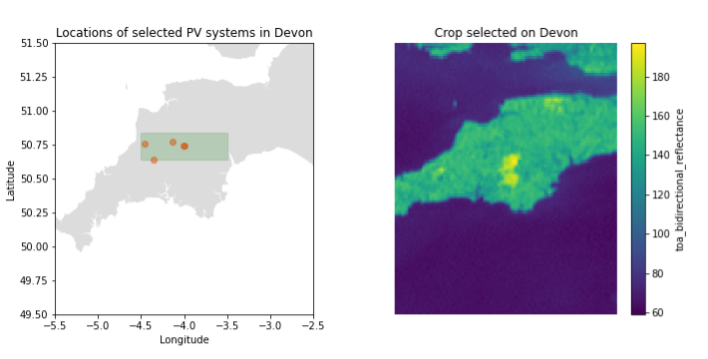 Locations of selected PV systems in Devon
51.50
51.25
51.00
50.75
50.50
50.25
50.00
49.75
49.50
Latitude
−5.5 −5.0 −4.5 −4.0 −3.5 −3.0 −2.5
Longitude
Crop selected on Devon
180
160
140
120
100
80
60
toa_bidirectional_reflectance